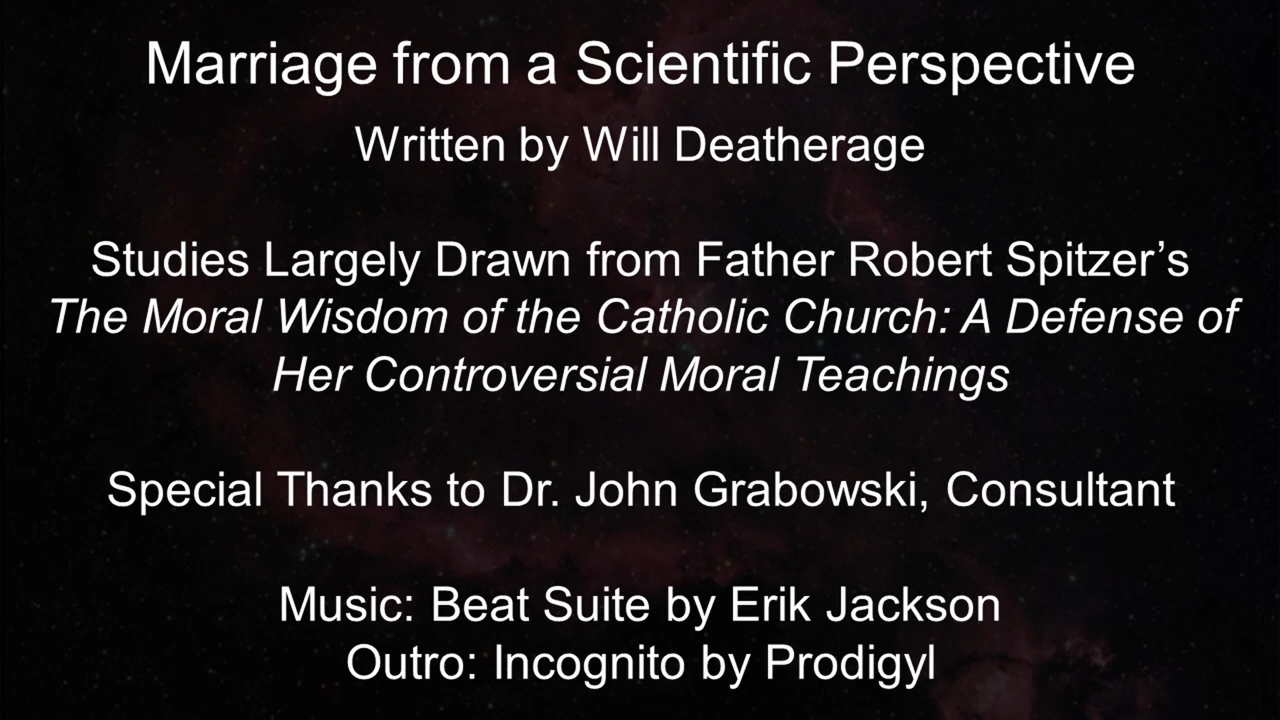 Marriage from a Scientific Perspective
Written by Will Deatherage
Studies Largely Drawn from Father Robert Spitzer’s
The Moral Wisdom of the Catholic Church: A Defense of
Her Controversial Moral Teachings
Special Thanks to Dr. John Grabowski, Consultant
Music: Beat Suite by Erik Jackson
Outro: Incognito by Prodigyl